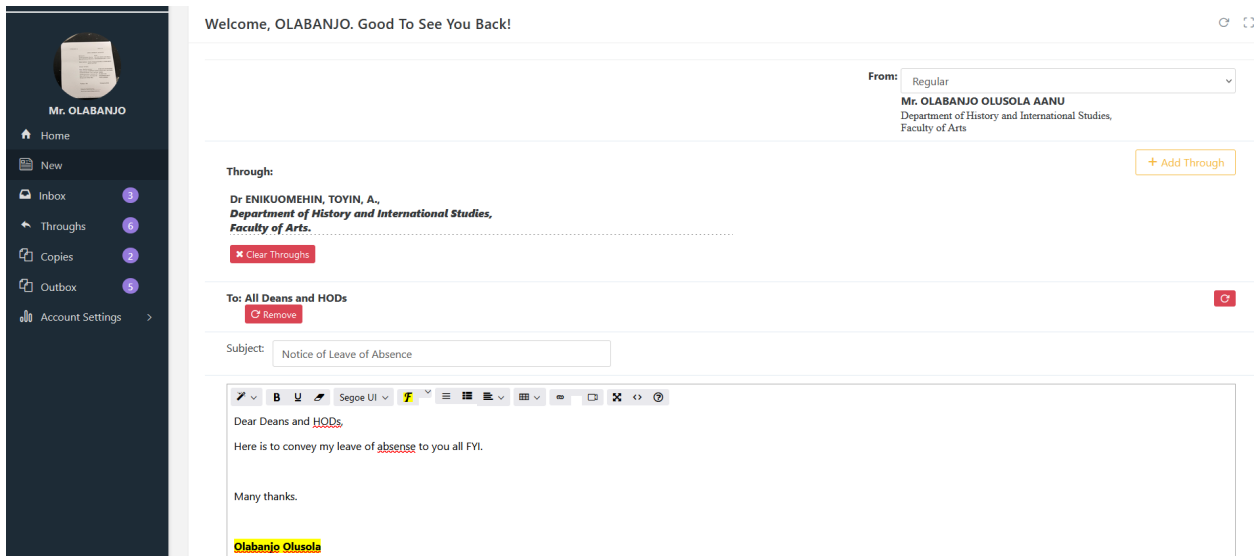 Welcome, OLABANJO. Good To See You Back!
Mr. OLABANJO
Home
New
Inbox 3
Throughs 6
Copies 2
Outbox 5
Account Settings
From: Regular
Mr. OLABANJO OLUSOLA AANU
Department of History and International Studies,
Faculty of Arts
+ Add Through
Through:
Dr ENIKUOMEHIN, TOYIN, A.,
Department of History and International Studies,
Faculty of Arts.
Clear Throughs
To: All Deans and HODs
Remove
Subject: Notice of Leave of Absence
B U Segoe UI F
Dear Deans and HODs,
Here is to convey my leave of absense to you all FYI.
Many thanks.
Olabanjo Olusola